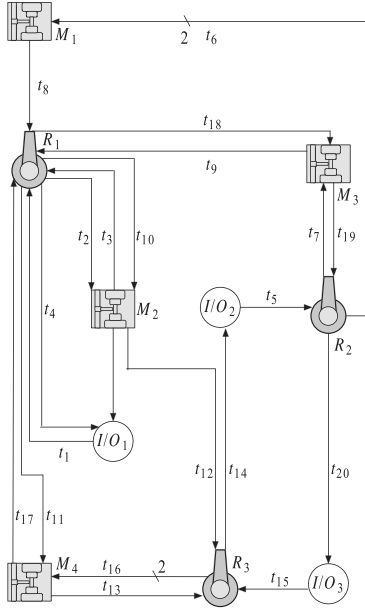 M1
2 t6
t8
R1
t18
t9
M3
t2 t3 t10
t7 t19
t4
M2
I/O2
t5
R2
I/O1
t1
t12 t14
t20
t17 t11
M4
t16 2
R3
t13
t15
I/O3